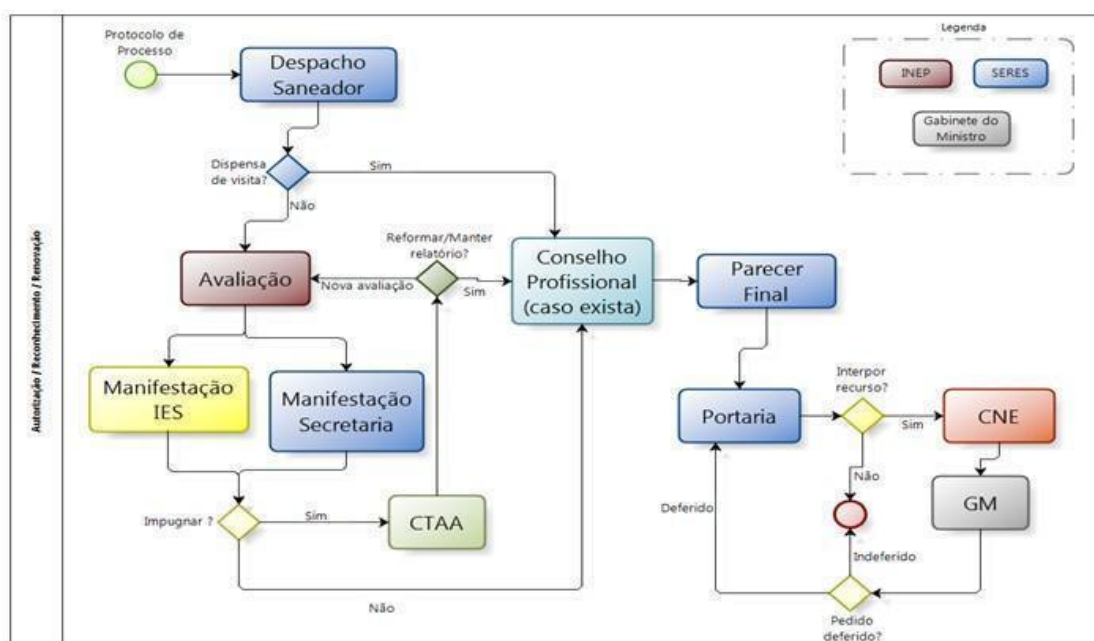 Autorização / Reconhecimento / Renovação
Protocolo de
Processo
Despacho
Saneador
Legenda
INEP
SERES
Gabinete do
Ministro
Dispensa
de visita?
Sim
Não
Avaliação
Nova avaliação
Reformar/Manter
relatório?
Sim
Conselho
Profissional
(caso exista)
Parecer
Final
Manifestação
IES
Manifestação
Secretaria
Impugnar ?
Sim
CTAA
Não
Portaria
Interpor
recurso?
Sim
CNE
Não
GM
Deferido
Indeferido
Pedido
deferido?